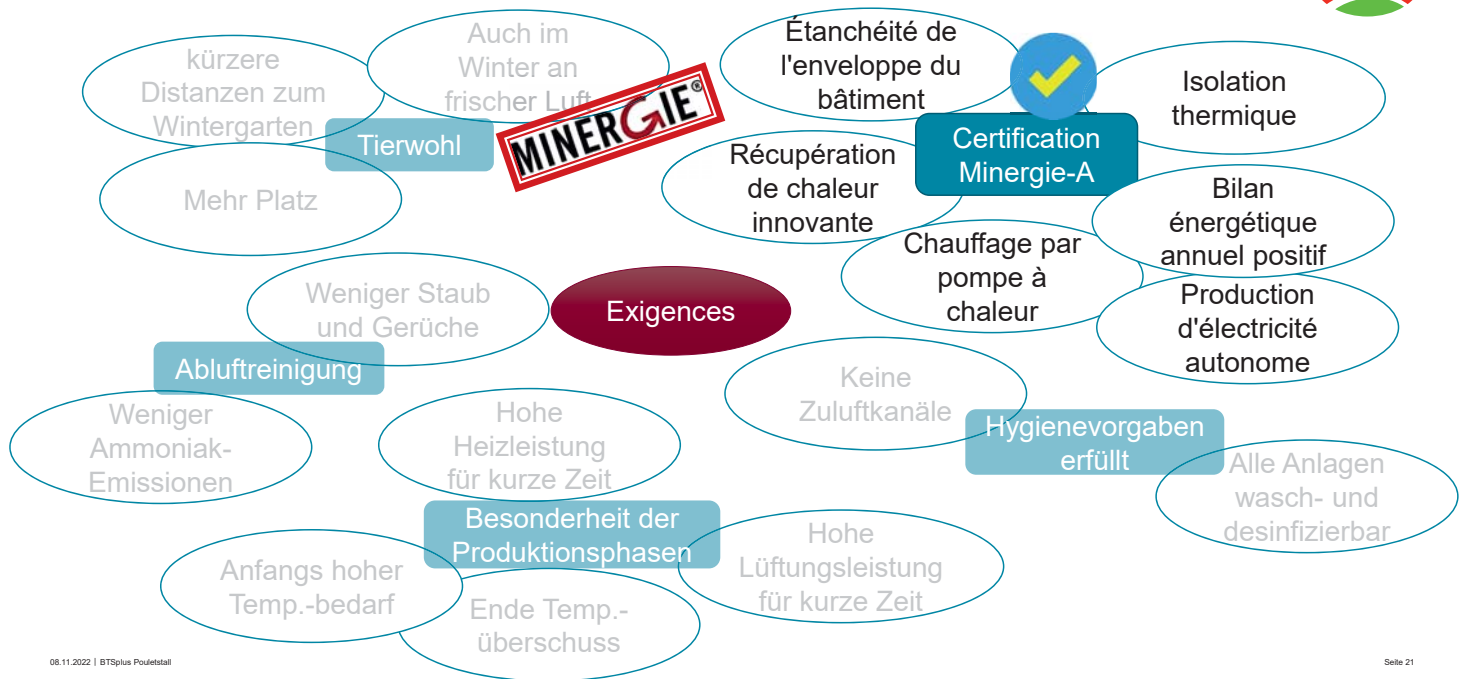 kürzere
Distanzen zum
Wintergarten
Auch im
Winter an
frischer Luft
Tierwohl
Mehr Platz
MINERGIE®
Étanchéité de
l'enveloppe du
bâtiment
Isolation
thermique
Certification
Minergie-A
Récupération
de chaleur
innovante
Bilan
énergétique
annuel positif
Chauffage par
pompe à
chaleur
Production
d'électricité
autonome
Weniger Staub
und Gerüche
Exigences
Abluftreinigung
Weniger
Ammoniak-
Emissionen
Hohe
Heizleistung
für kurze Zeit
Keine
Zuluftkanäle
Hygienevorgaben
erfüllt
Alle Anlagen
wasch- und
desinfizierbar
Besonderheit der
Produktionsphasen
Anfangs hoher
Temp.-bedarf
Ende Temp.-
überschuss
Hohe
Lüftungsleistung
für kurze Zeit
08.11.2022 | BTSplus Pouletstall
Seite 21